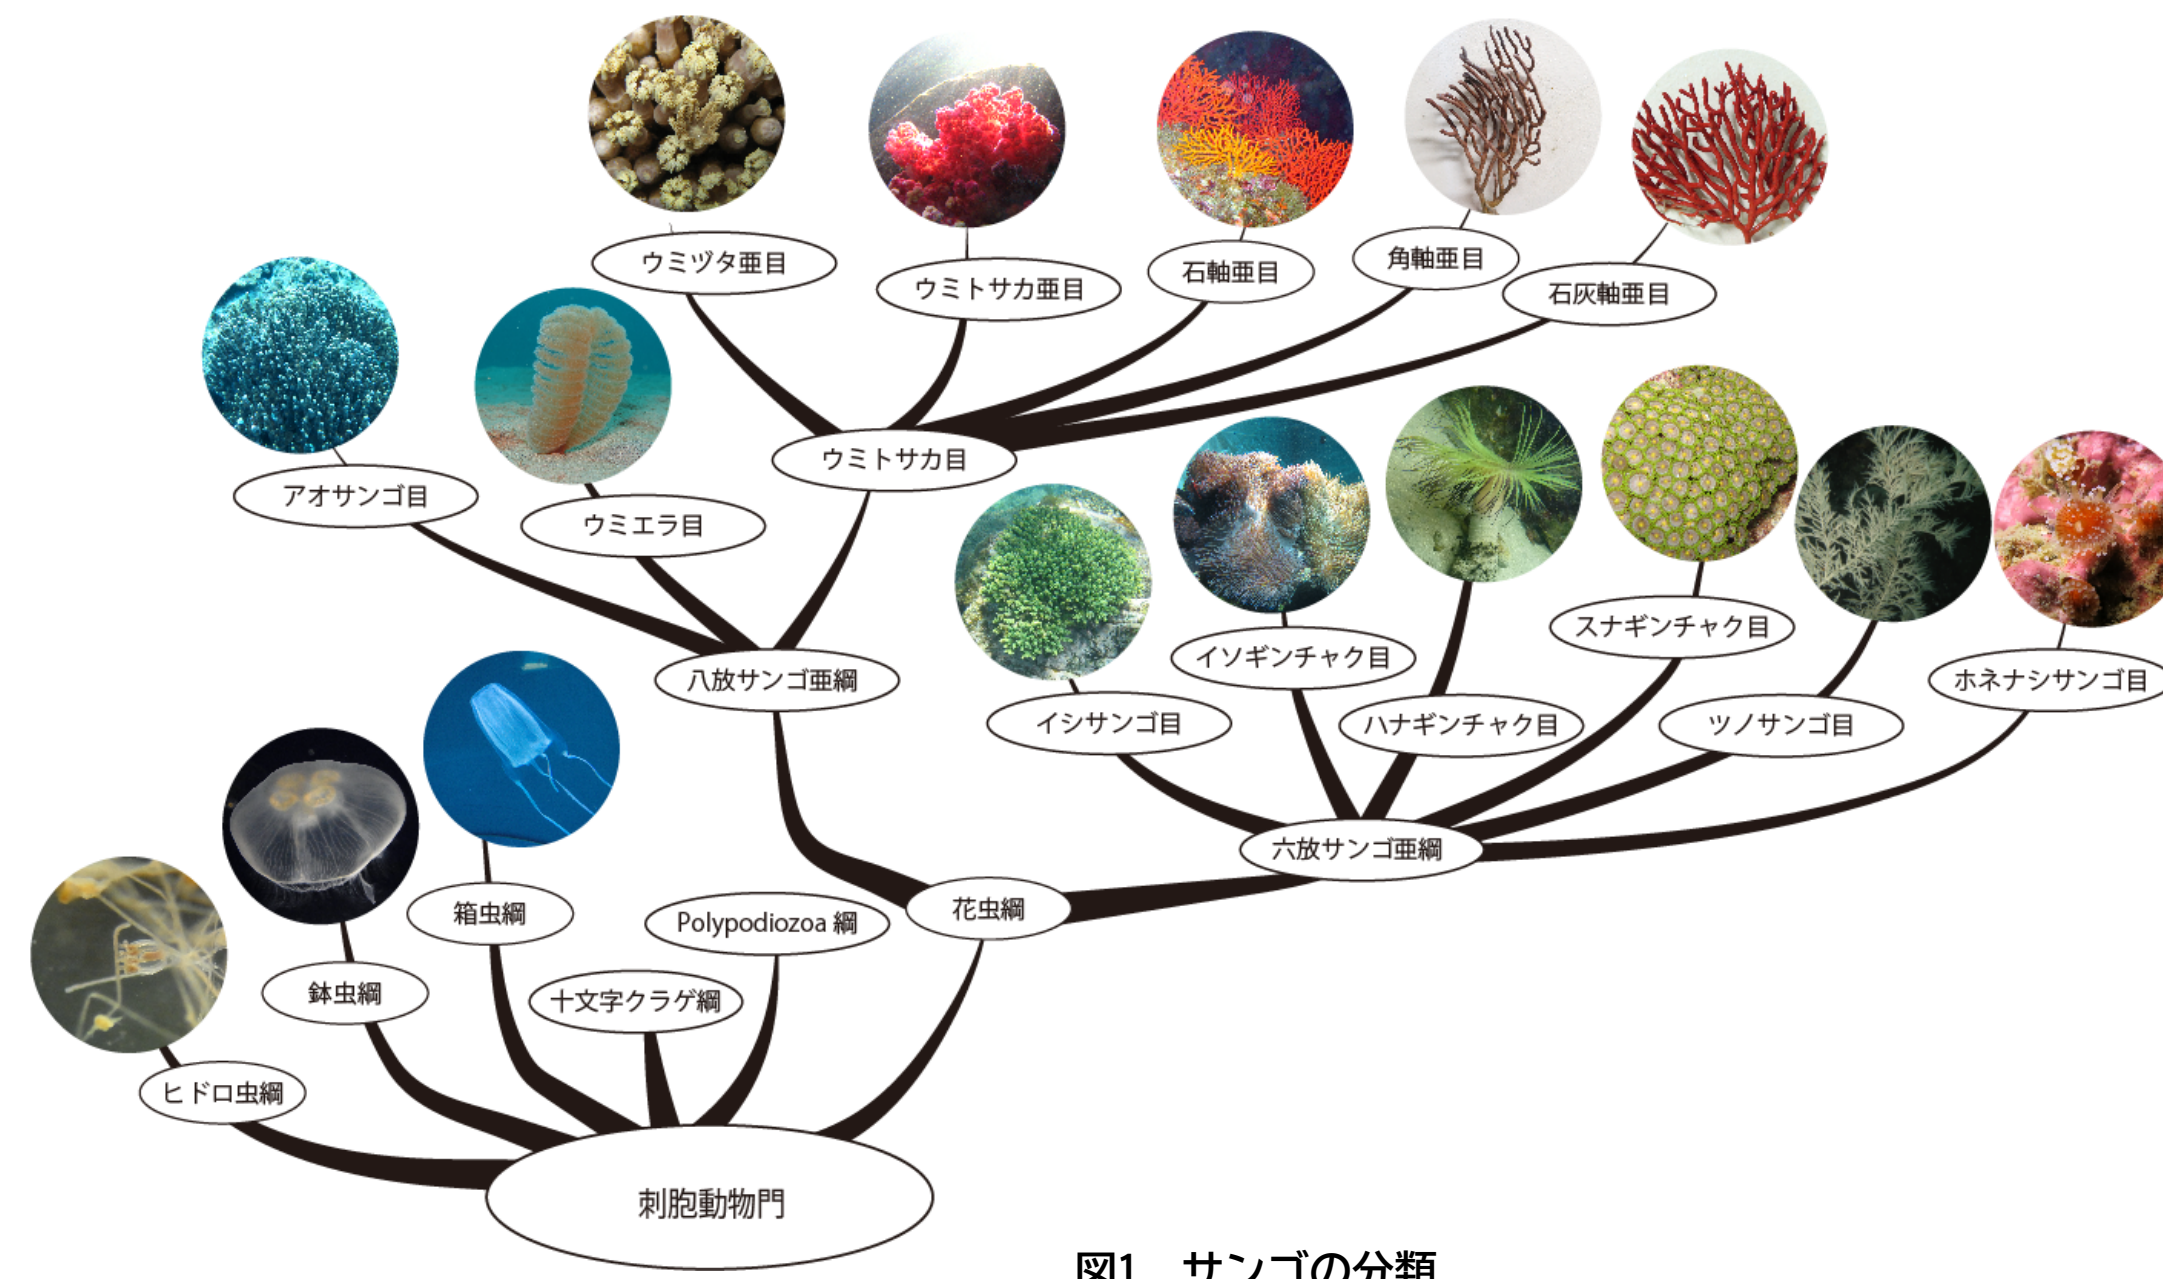 ウミヅタ亜目
ウミトサカ亜目
石軸亜目
角軸亜目
石灰軸亜目
アオサンゴ目
ウミエラ目
ウミトサカ目
イシサンゴ目
イソギンチャク目
ハナギンチャク目
スナギンチャク目
ツノサンゴ目
ホネナシサンゴ目
八放サンゴ亜綱
六放サンゴ亜綱
ヒドロ虫綱
鉢虫綱
箱虫綱
十文字クラゲ綱
Polypodiozoa 綱
花虫綱
刺胞動物門
図1 サンゴの分類